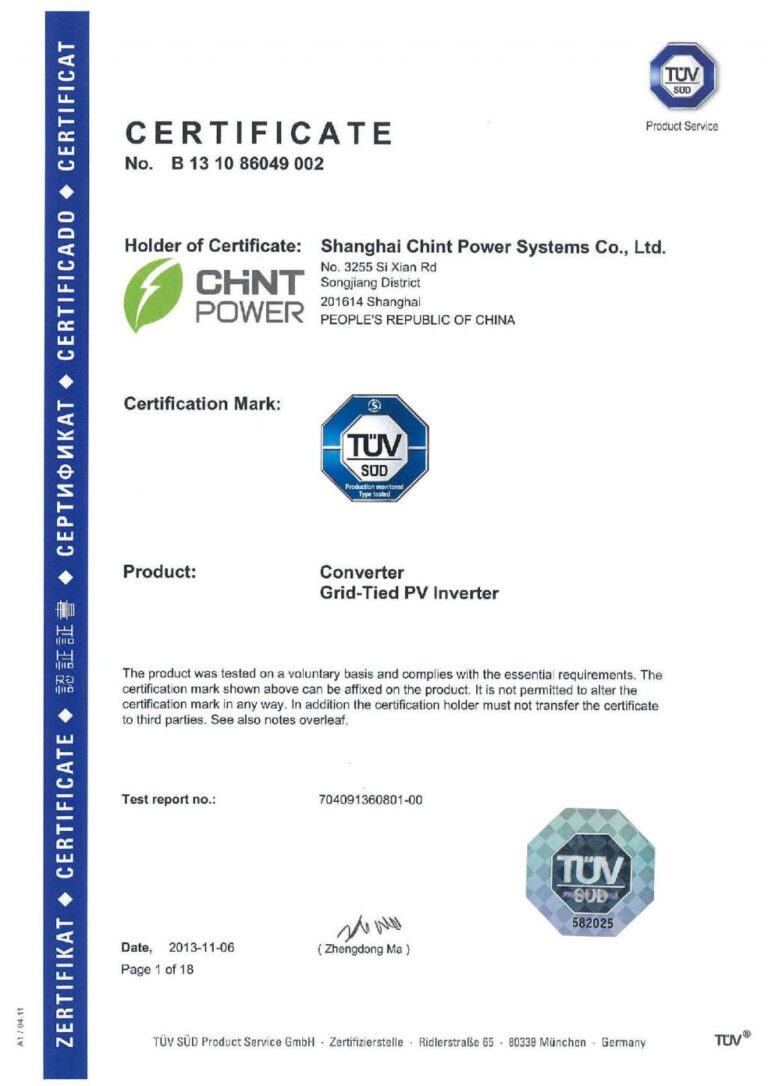 TÜV
SÜD
Product Service
CERTIFICATE
No. B 13 10 86049 002
Holder of Certificate: Shanghai Chint Power Systems Co., Ltd.
No. 3255 Si Xian Rd
Songjiang District
201614 Shanghai
PEOPLE'S REPUBLIC OF CHINA
CHiNT
POWER
Certification Mark:
TÜV
SÜD
Production monitored
Type tested
Product: Converter
Grid-Tied PV Inverter
The product was tested on a voluntary basis and complies with the essential requirements. The
certification mark shown above can be affixed on the product. It is not permitted to alter the
certification mark in any way. In addition the certification holder must not transfer the certificate
to third parties. See also notes overleaf.
Test report no.: 704091360801-00
TÜV
SÜD
582025
Date, 2013-11-06
( Zhengdong Ma )
Page 1 of 18
TÜV SÜD Product Service GmbH · Zertifizierstelle · Ridlerstraße 65 · 80339 München · Germany
TÜV®
ZERTIFIKAT ◆ CERTIFICATE ◆ 認証証書 ◆ СЕРТИФИКАТ ◆ CERTIFICADO ◆ CERTIFICAT
A1 / 04.11